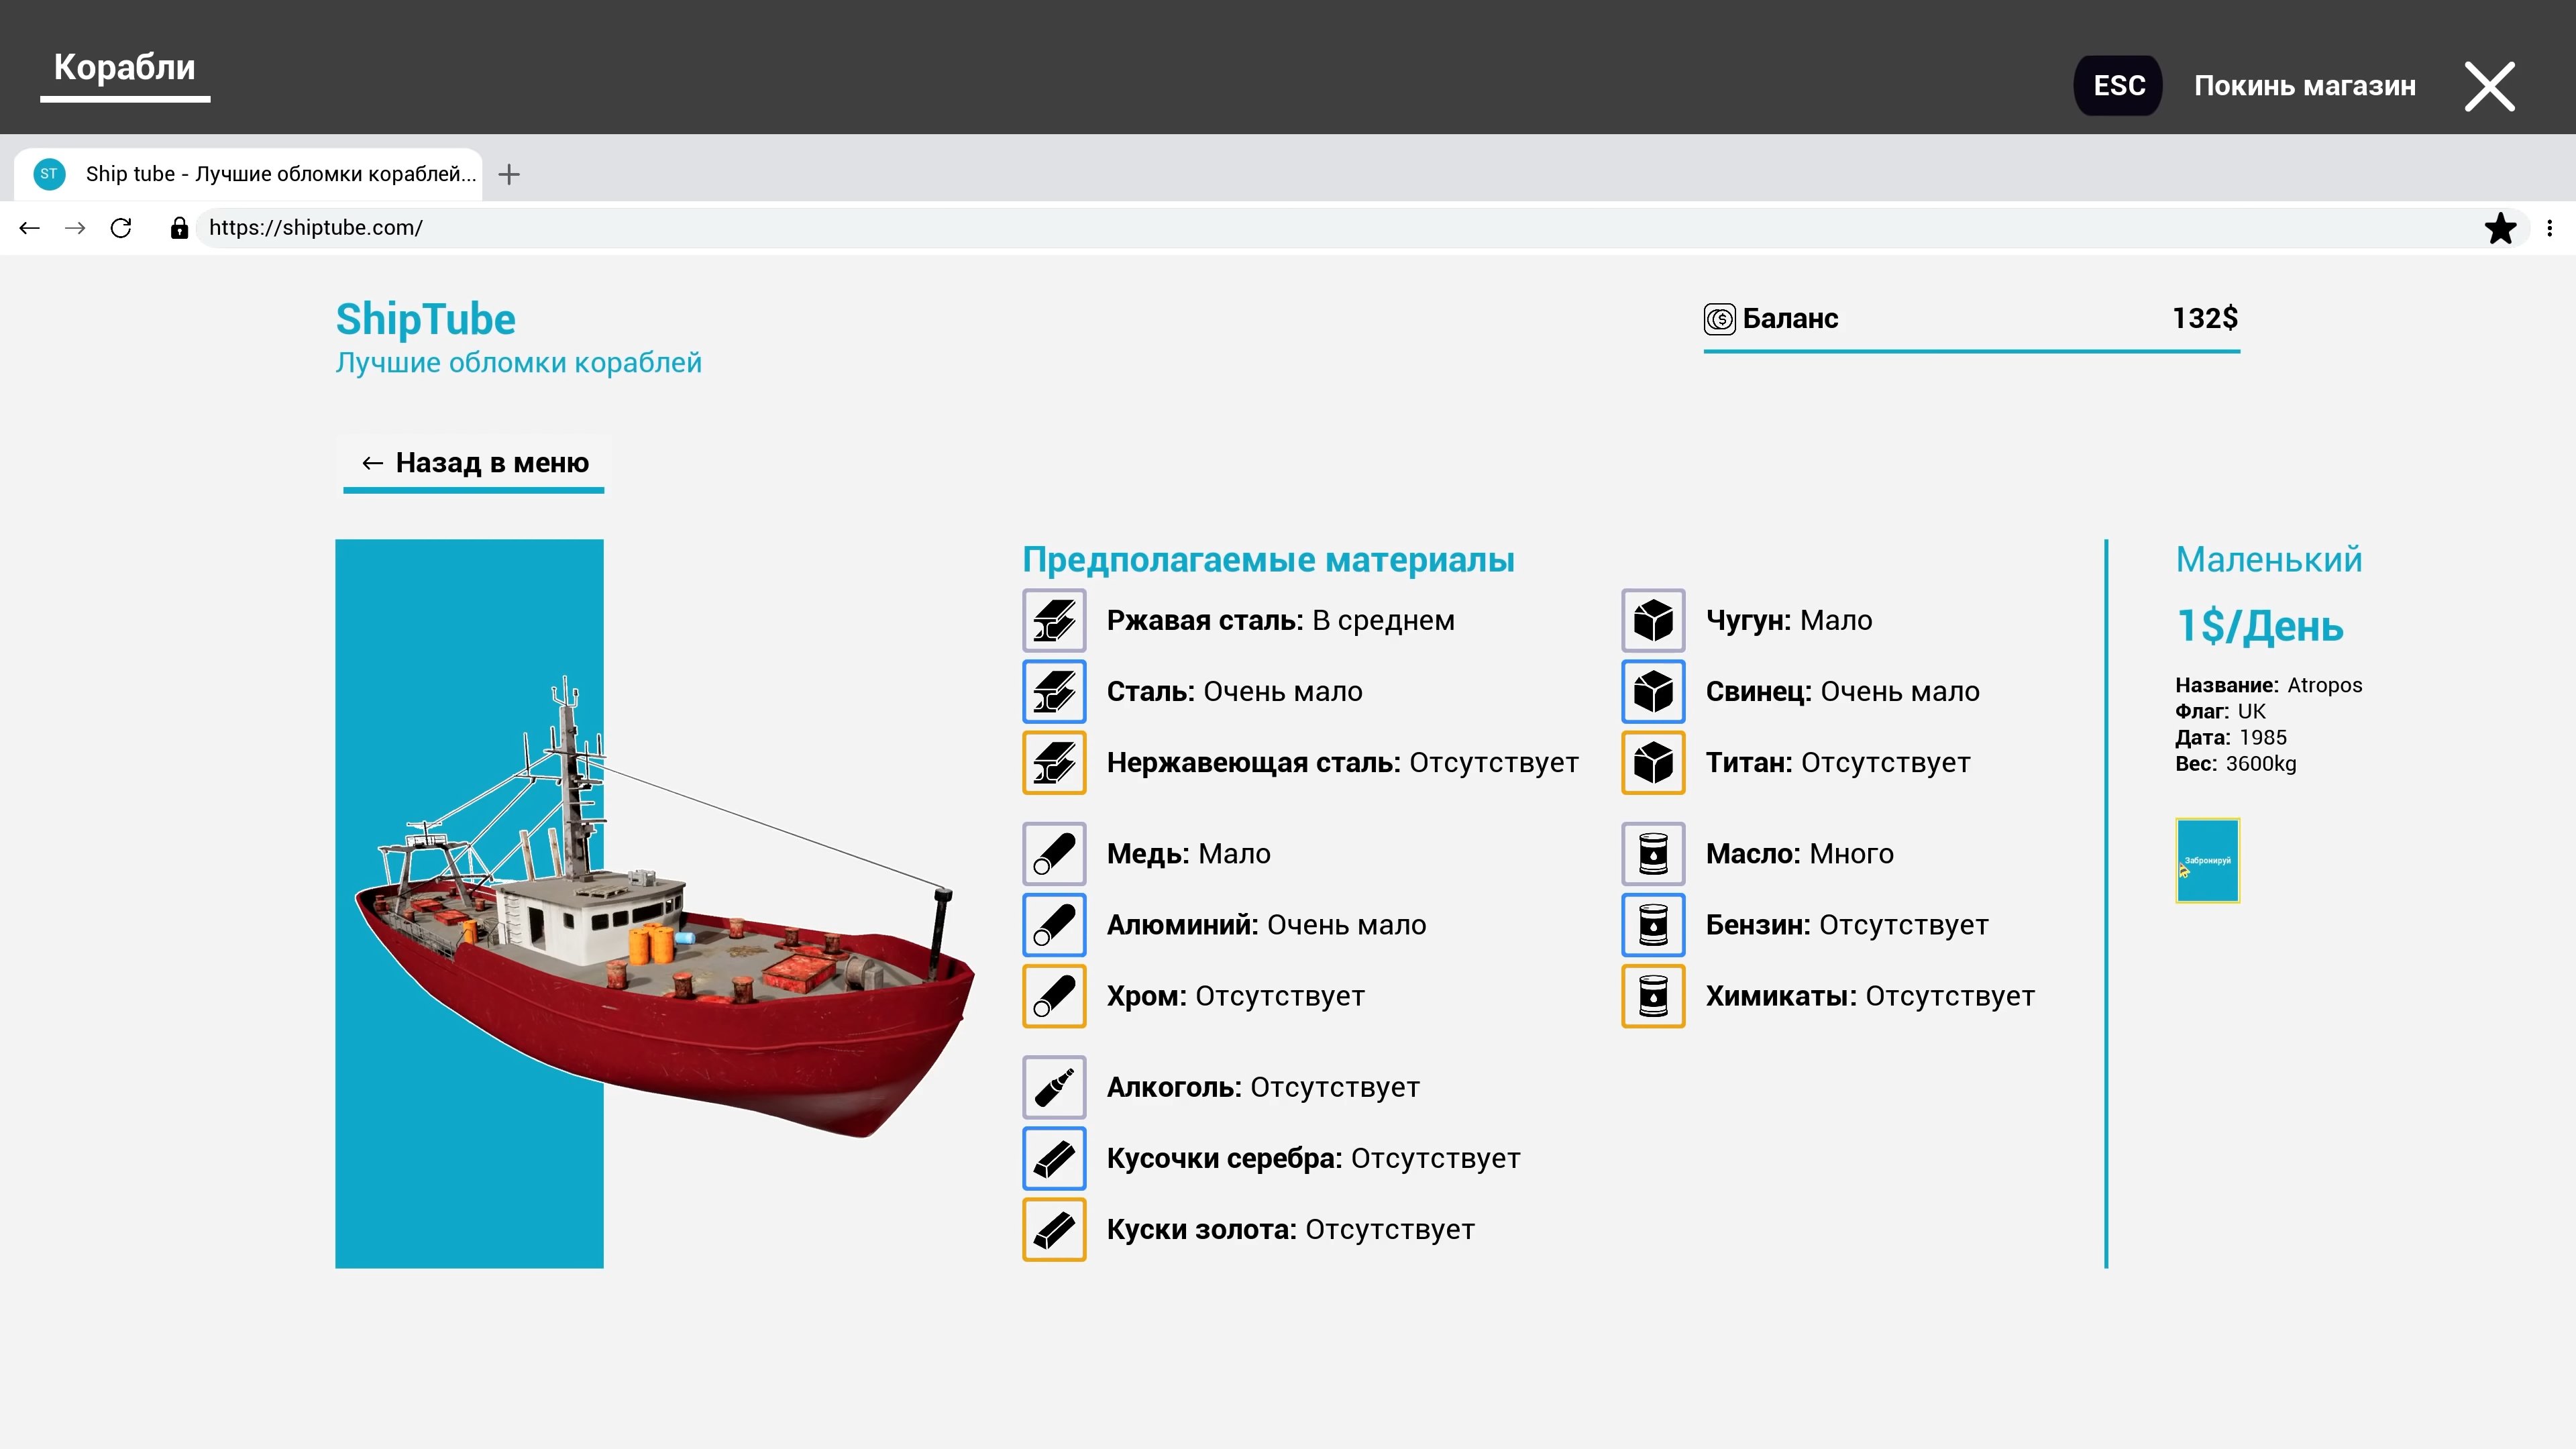 Корабли
ESC Покинь магазин
ST Ship tube - Лучшие обломки кораблей...
https://shiptube.com/
ShipTube
Лучшие обломки кораблей
Баланс 132$
← Назад в меню
Предполагаемые материалы
Ржавая сталь: В среднем
Сталь: Очень мало
Нержавеющая сталь: Отсутствует
Медь: Мало
Алюминий: Очень мало
Хром: Отсутствует
Алкоголь: Отсутствует
Кусочки серебра: Отсутствует
Куски золота: Отсутствует
Чугун: Мало
Свинец: Очень мало
Титан: Отсутствует
Масло: Много
Бензин: Отсутствует
Химикаты: Отсутствует
Маленький
1$/День
Название: Atropos
Флаг: UK
Дата: 1985
Вес: 3600kg
Забронируй